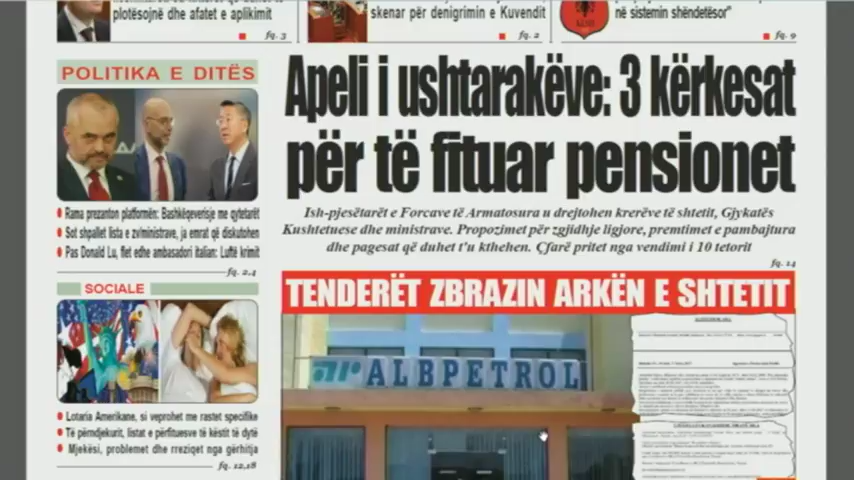 plotësojnë dhe afatet e aplikimit
fq. 3
skenar për denigrimin e Kuvendit
fq. 2
në sistemin shëndetësor"
fq. 9
POLITIKA E DITËS
Rama prezanton platformën: Bashkëqeverisje me qytetarët
Sot shpallet lista e zv/ministrave, ja emrat që diskutohen
Pas Donald Lu, flet edhe ambasadori italian: Luftë krimit
fq. 2,4
SOCIALE
Lotaria Amerikane, si veprohet me rastet specifike
Të përndjekurit, listat e përfituesve të këstit të dytë
Mjekësi, problemet dhe rreziqet nga gërhitja
fq. 12,18
Apeli i ushtarakëve: 3 kërkesat
për të fituar pensionet
Ish-pjesëtarët e Forcave të Armatosura u drejtohen krerëve të shtetit, Gjykatës
Kushtetuese dhe ministrave. Propozimet për zgjidhje ligjore, premtimet e pambajtura
dhe pagesat që duhet t'u kthehen. Çfarë pritet nga vendimi i 10 tetorit
fq. 14
TENDERËT ZBRAZIN ARKËN E SHTETIT
ALBPETROL